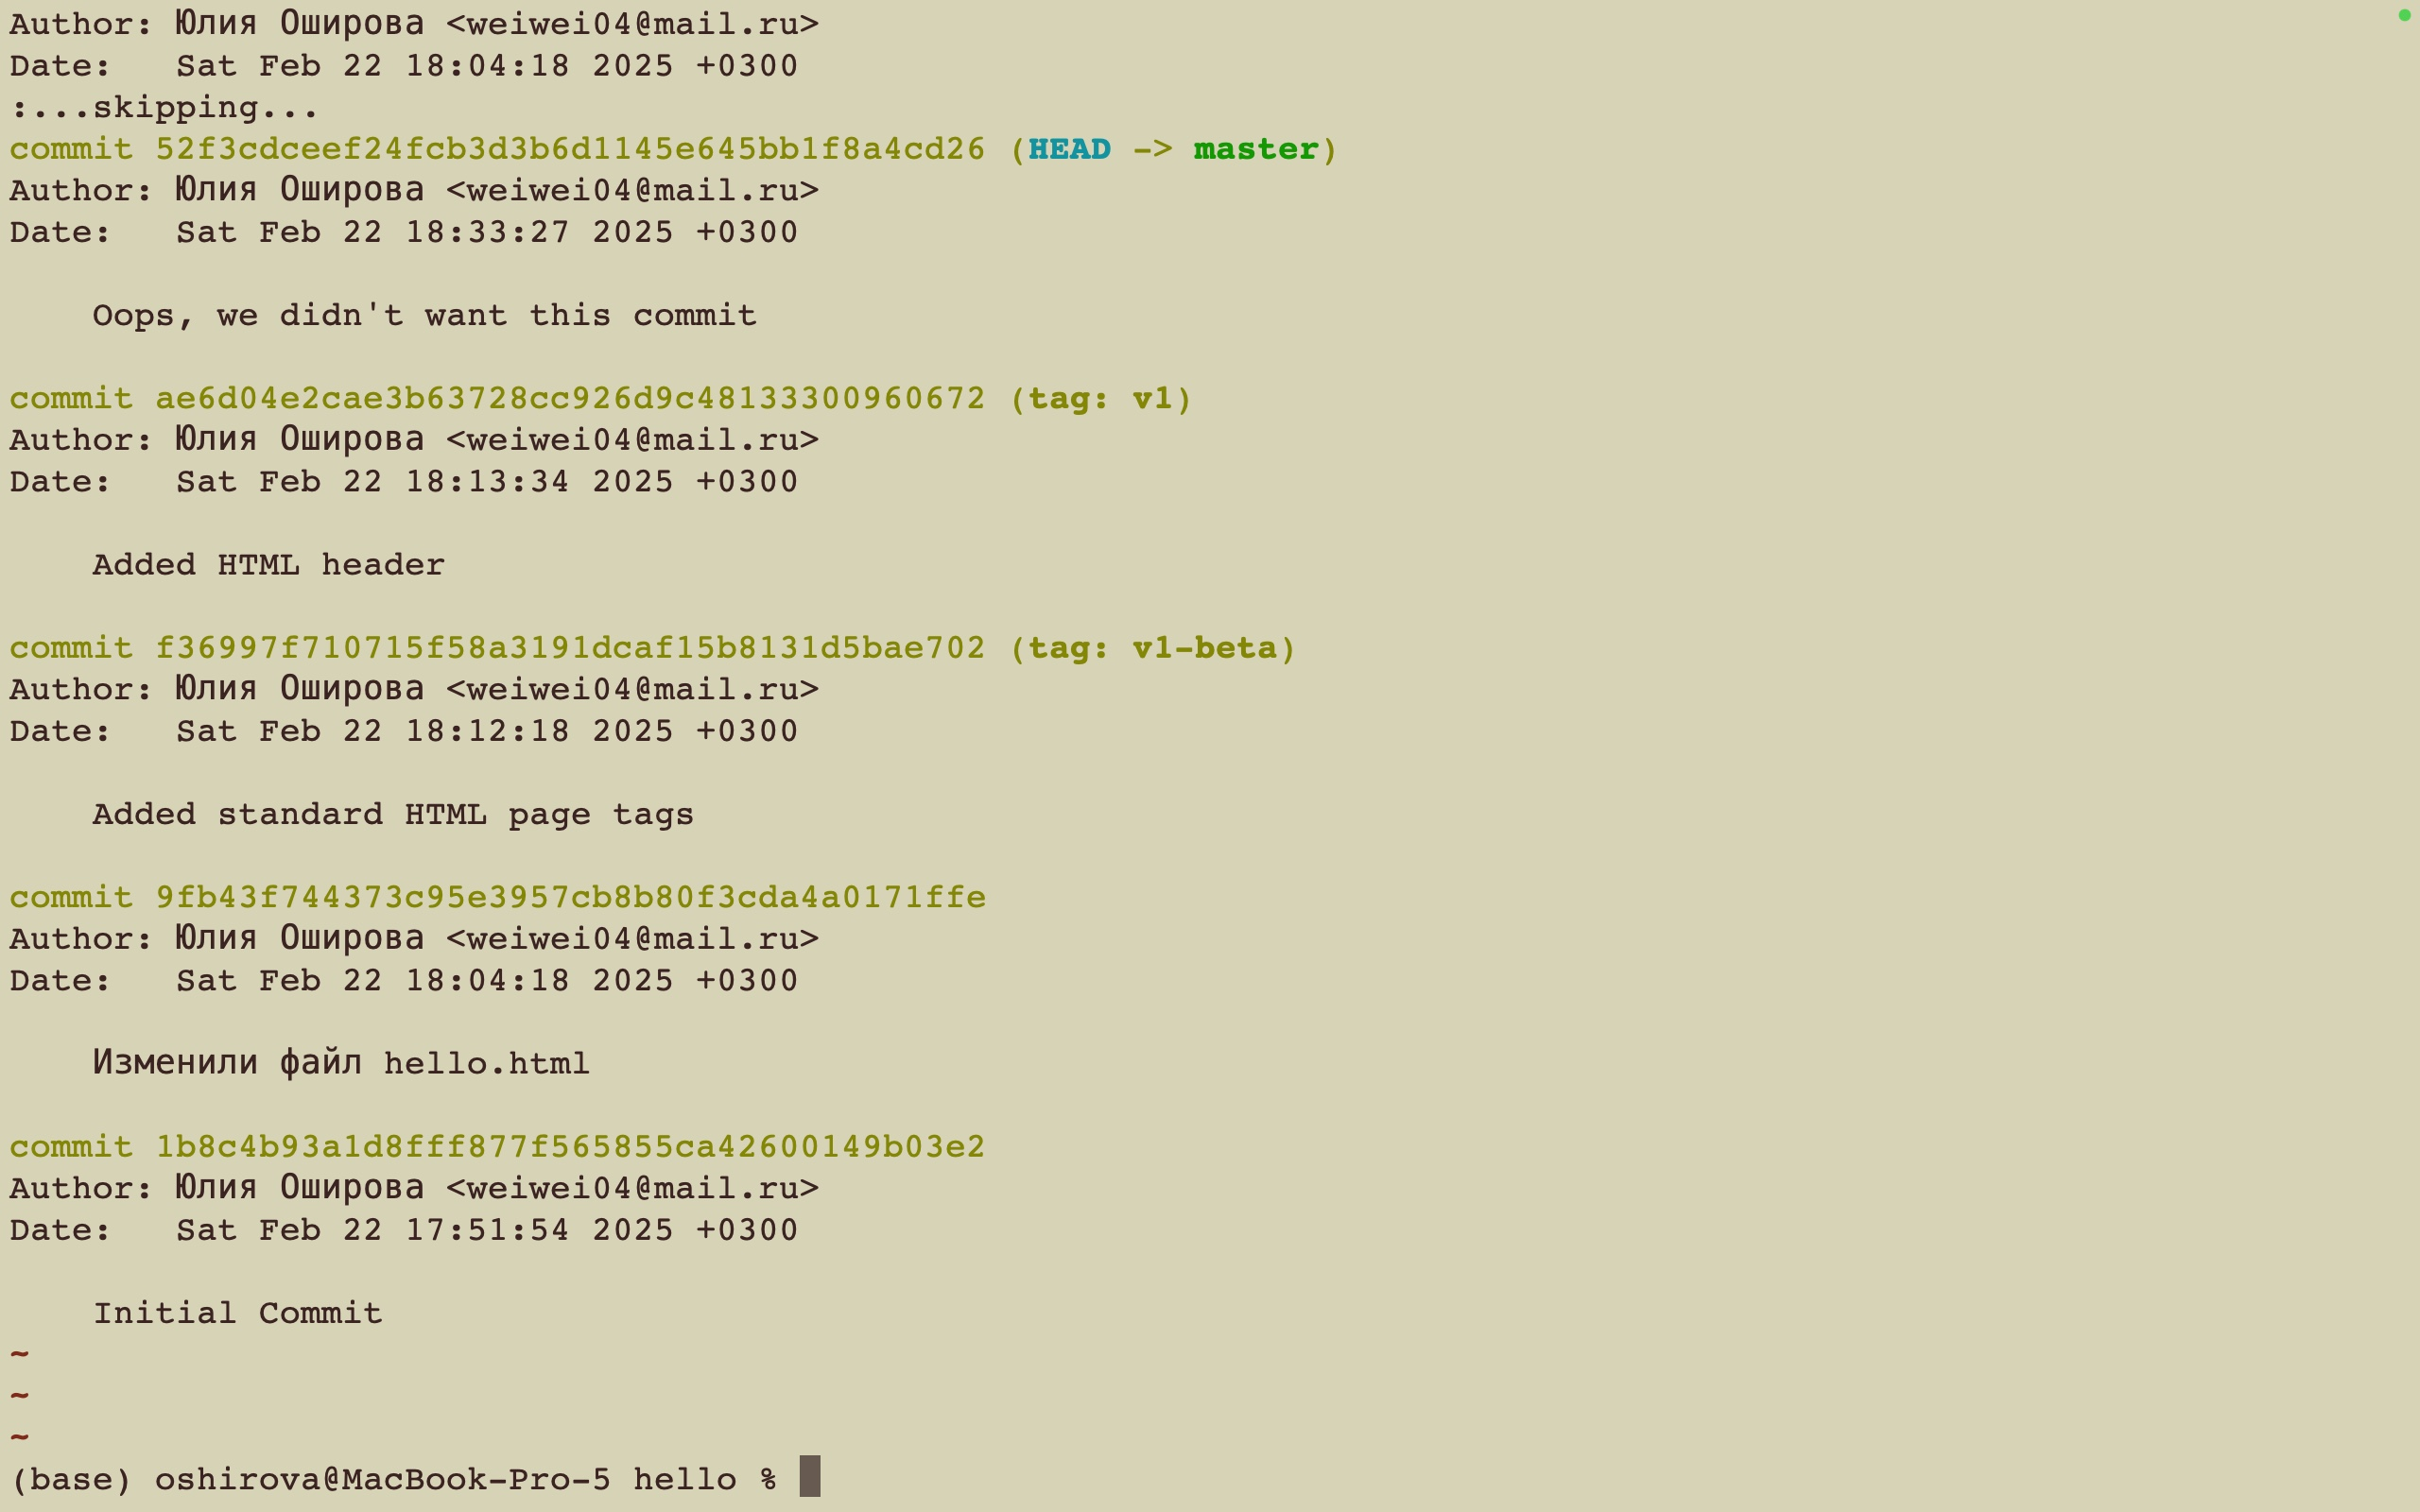 Author: Юлия Оширова <weiwei04@mail.ru>
Date:   Sat Feb 22 18:04:18 2025 +0300
:...skipping...
commit 52f3cdceef24fcb3d3b6d1145e645bb1f8a4cd26 (HEAD -> master)
Author: Юлия Оширова <weiwei04@mail.ru>
Date:   Sat Feb 22 18:33:27 2025 +0300

    Oops, we didn't want this commit

commit ae6d04e2cae3b63728cc926d9c48133300960672 (tag: v1)
Author: Юлия Оширова <weiwei04@mail.ru>
Date:   Sat Feb 22 18:13:34 2025 +0300

    Added HTML header

commit f36997f710715f58a3191dcaf15b8131d5bae702 (tag: v1-beta)
Author: Юлия Оширова <weiwei04@mail.ru>
Date:   Sat Feb 22 18:12:18 2025 +0300

    Added standard HTML page tags

commit 9fb43f744373c95e3957cb8b80f3cda4a0171ffe
Author: Юлия Оширова <weiwei04@mail.ru>
Date:   Sat Feb 22 18:04:18 2025 +0300

    Изменили файл hello.html

commit 1b8c4b93a1d8fff877f565855ca42600149b03e2
Author: Юлия Оширова <weiwei04@mail.ru>
Date:   Sat Feb 22 17:51:54 2025 +0300

    Initial Commit
~
~
~
(base) oshirova@MacBook-Pro-5 hello %